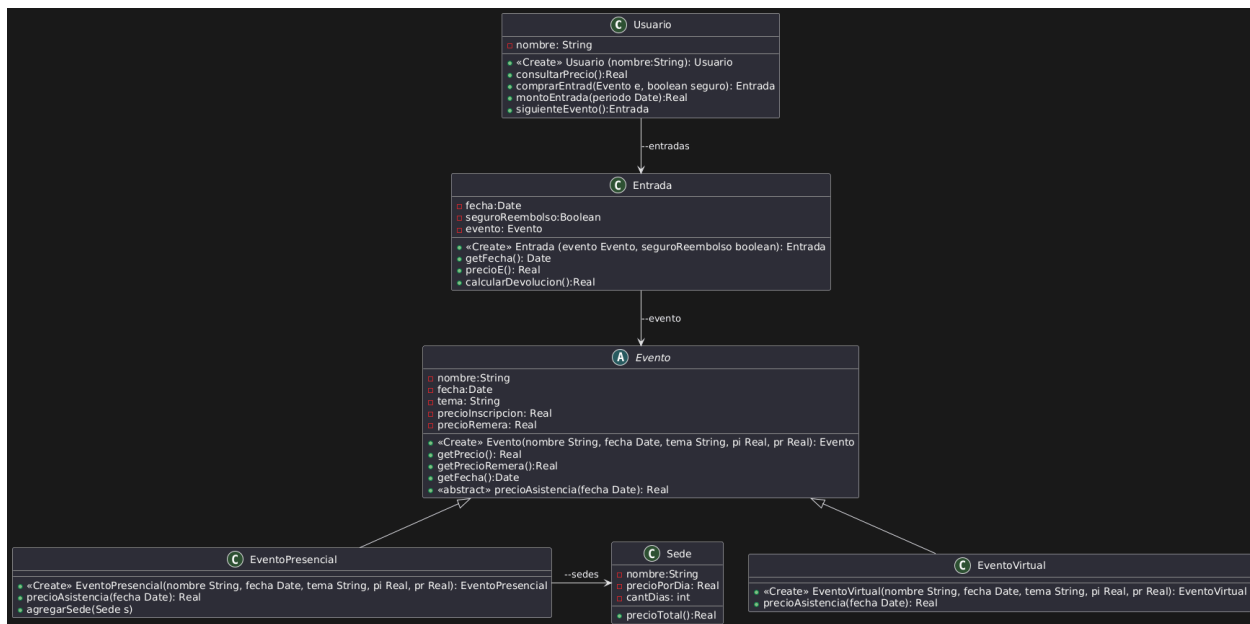 C Usuario
nombre: String
«Create» Usuario (nombre:String): Usuario
consultarPrecio():Real
comprarEntrad(Evento e, boolean seguro): Entrada
montoEntrada(periodo Date):Real
siguienteEvento():Entrada
--entradas
C Entrada
fecha:Date
seguroReembolso:Boolean
evento: Evento
«Create» Entrada (evento Evento, seguroReembolso boolean): Entrada
getFecha(): Date
precioE(): Real
calcularDevolucion():Real
--evento
A Evento
nombre:String
fecha:Date
tema: String
precioInscripcion: Real
precioRemera: Real
«Create» Evento(nombre String, fecha Date, tema String, pi Real, pr Real): Evento
getPrecio(): Real
getPrecioRemera():Real
getFecha():Date
«abstract» precioAsistencia(fecha Date): Real
C EventoPresencial
«Create» EventoPresencial(nombre String, fecha Date, tema String, pi Real, pr Real): EventoPresencial
precioAsistencia(fecha Date): Real
agregarSede(Sede s)
--sedes
C Sede
nombre:String
precioPorDia: Real
cantDias: int
precioTotal():Real
C EventoVirtual
«Create» EventoVirtual(nombre String, fecha Date, tema String, pi Real, pr Real): EventoVirtual
precioAsistencia(fecha Date): Real